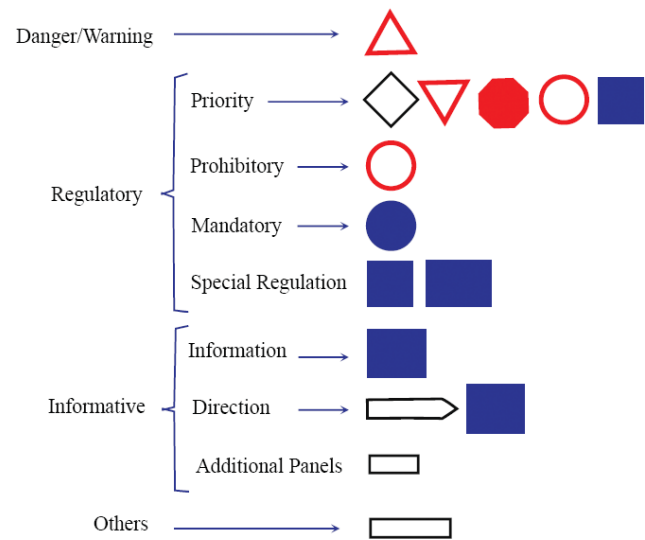 Danger/Warning
Priority
Prohibitory
Regulatory
Mandatory
Special Regulation
Information
Informative
Direction
Additional Panels
Others